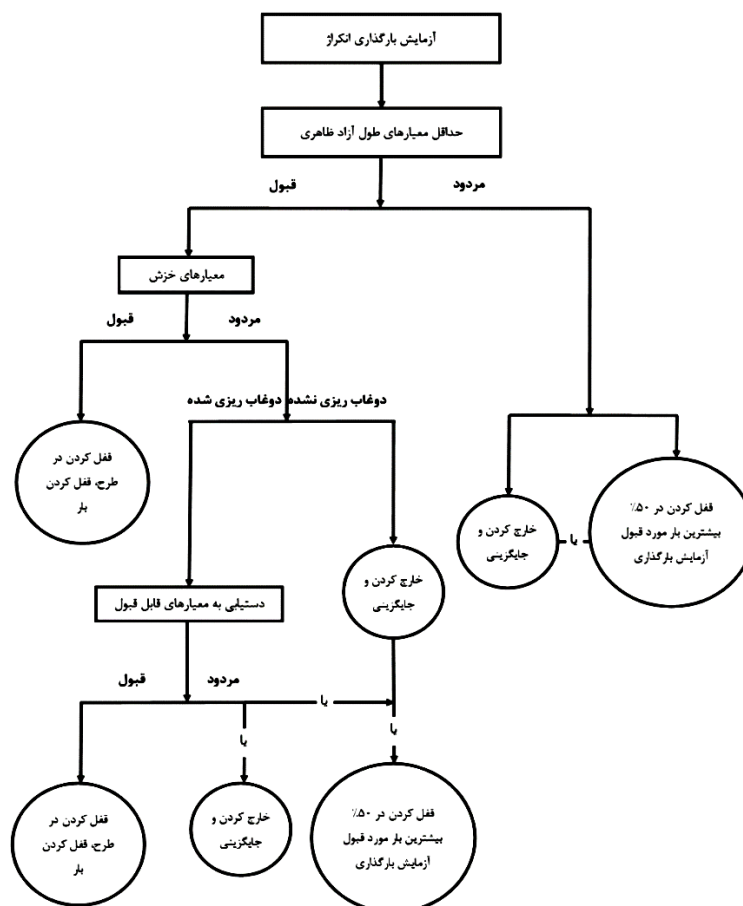 آزمایش بارگذاری انکراژ
حداقل معیارهای طول آزاد ظاهری
مردود
قبول
معیارهای خزش
مردود
قبول
دوغاب ریزی نشده
دوغاب ریزی شده
قفل کردن در
طرح، قفل کردن
بار
قفل کردن در ۵۰٪
بیشترین بار مورد قبول
آزمایش بارگذاری
یا
خارج کردن و
جایگزینی
خارج کردن و
جایگزینی
دستیابی به معیارهای قابل قبول
مردود
قبول
یا
یا
یا
قفل کردن در ۵۰٪
بیشترین بار مورد قبول
آزمایش بارگذاری
خارج کردن و
جایگزینی
قفل کردن در
طرح، قفل کردن
بار